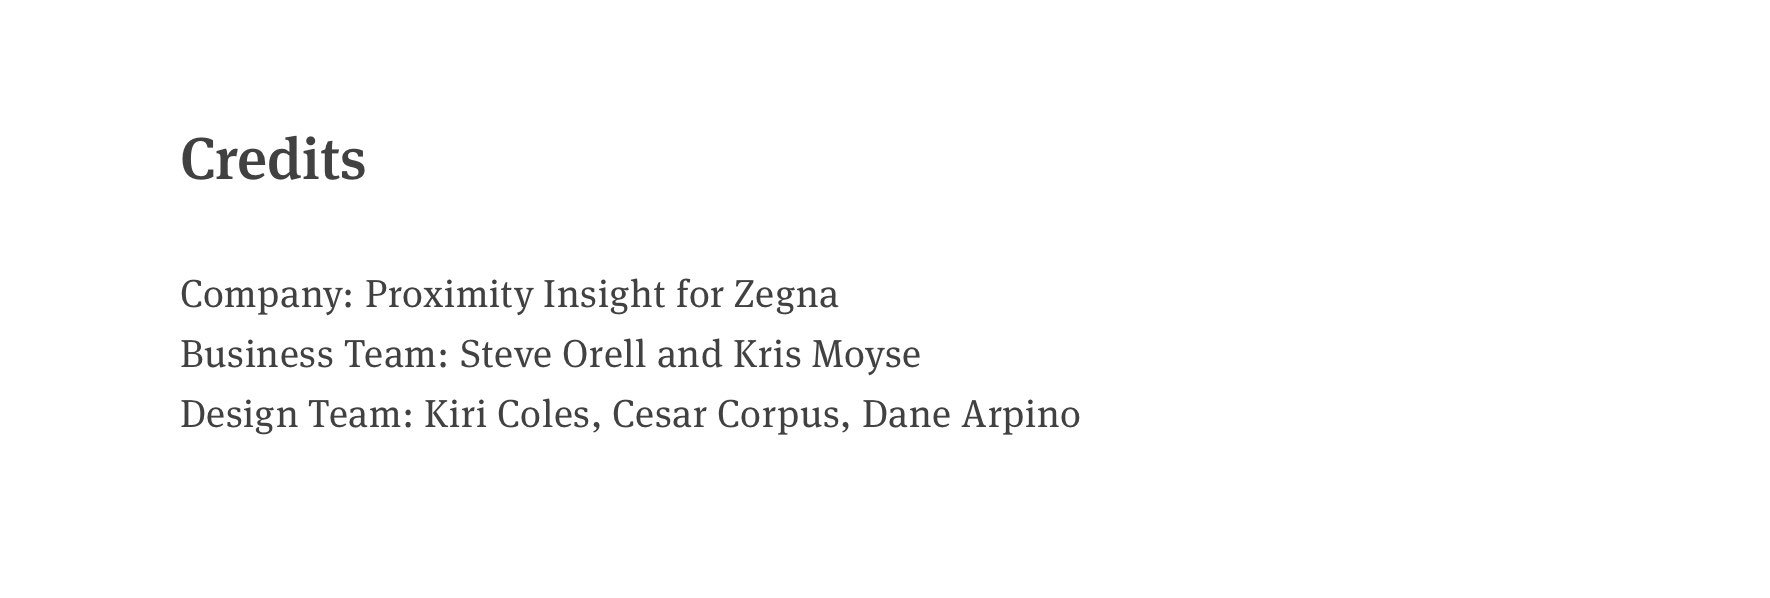 Credits
Company: Proximity Insight for Zegna
Business Team: Steve Orell and Kris Moyse
Design Team: Kiri Coles, Cesar Corpus, Dane Arpino